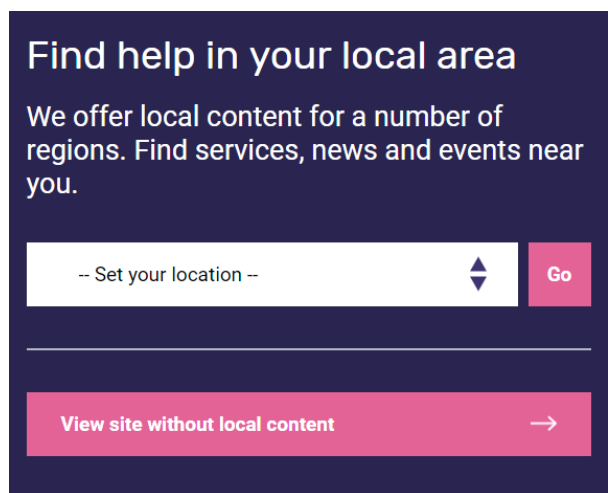 Find help in your local area
We offer local content for a number of
regions. Find services, news and events near
you.
-- Set your location --
Go
View site without local content